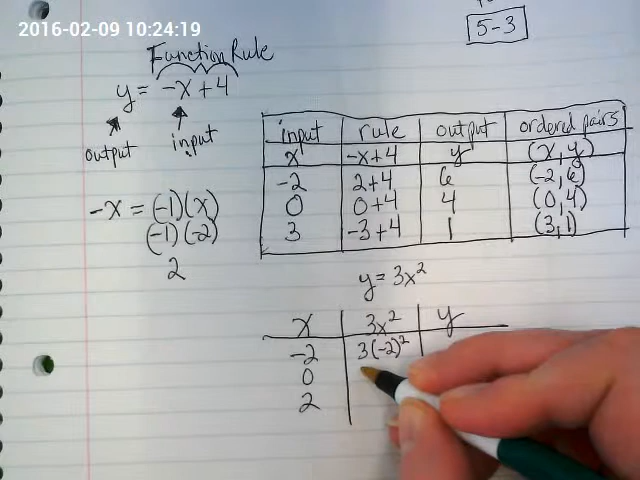 2016-02-09 10:24:19
5-3
Function Rule
y = -x + 4
output input
-x = (-1)(x)
(-1)(-2)
2
input rule output ordered pairs
x -x+4 y (x, y)
-2 2+4 6 (-2, 6)
0 0+4 4 (0, 4)
3 -3+4 1 (3, 1)
y = 3x²
x 3x² y
-2 3(-2)²
0
2